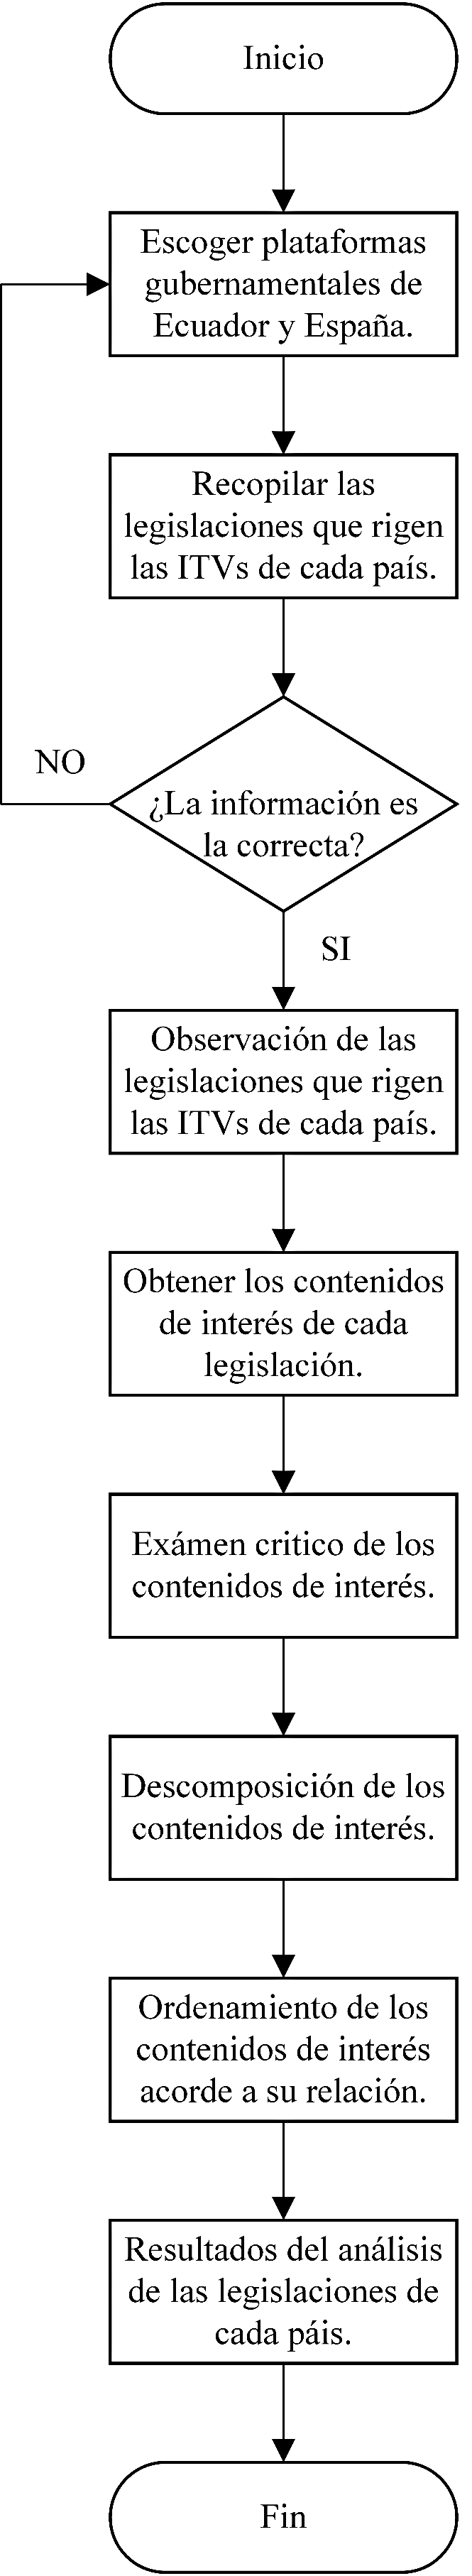 Inicio
Escoger plataformas
gubernamentales de
Ecuador y España.
Recopilar las
legislaciones que rigen
las ITVs de cada país.
NO
¿La información es
la correcta?
SI
Observación de las
legislaciones que rigen
las ITVs de cada país.
Obtener los contenidos
de interés de cada
legislación.
Exámen critico de los
contenidos de interés.
Descomposición de los
contenidos de interés.
Ordenamiento de los
contenidos de interés
acorde a su relación.
Resultados del análisis
de las legislaciones de
cada páis.
Fin